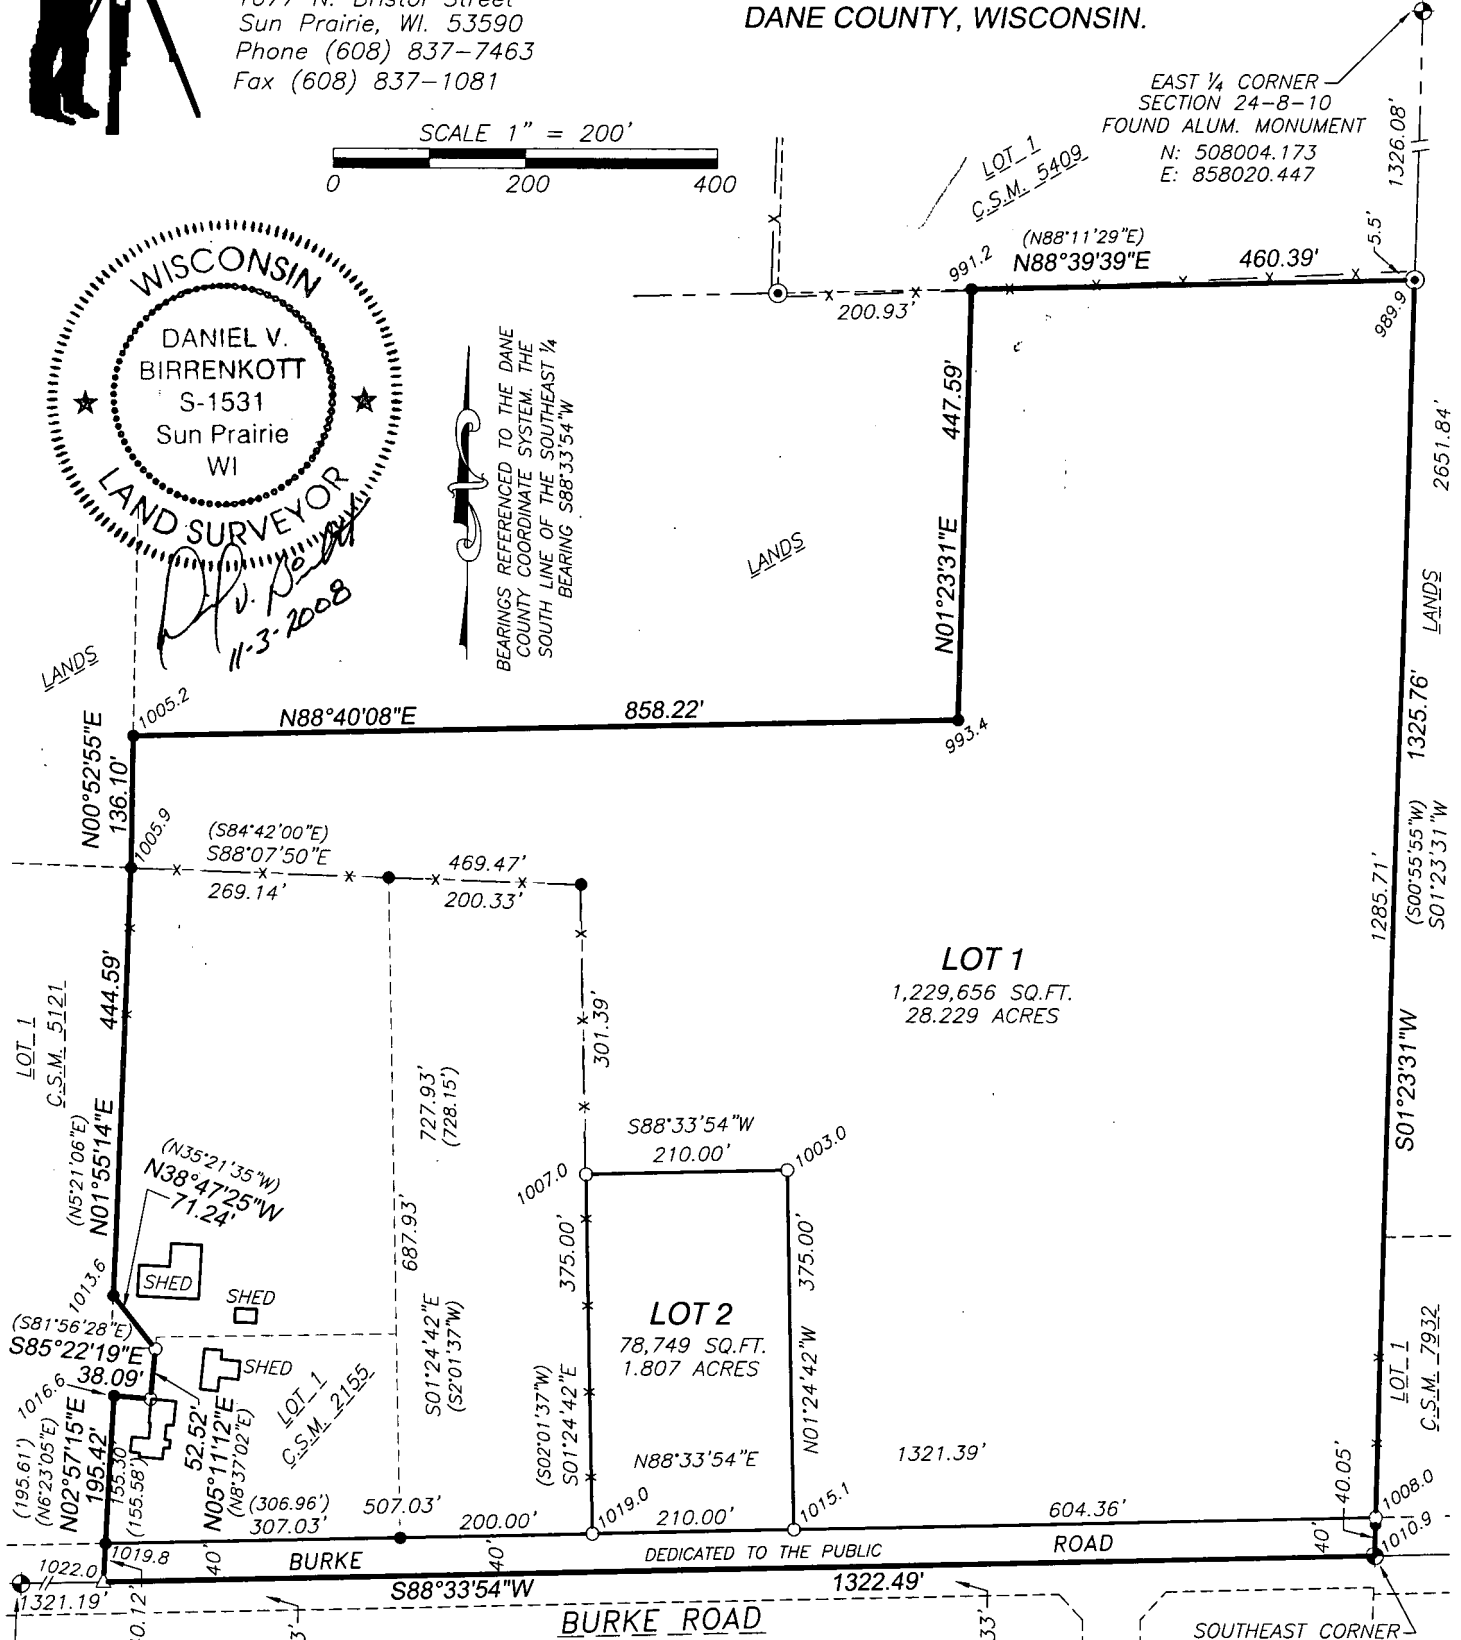 Sun Prairie, WI. 53590
Phone (608) 837-7463
Fax (608) 837-1081
DANE COUNTY, WISCONSIN.
SCALE 1" = 200'
0 200 400
EAST ¼ CORNER
SECTION 24-8-10
FOUND ALUM. MONUMENT
N: 508004.173
E: 858020.447
1326.08'
LOT 1
C.S.M. 5409
5.5'
(N88°11'29"E)
N88°39'39"E
460.39'
991.2
989.9
200.93'
WISCONSIN
DANIEL V.
BIRRENKOTT
S-1531
Sun Prairie
WI
LAND SURVEYOR
11-3-2008
BEARINGS REFERENCED TO THE DANE
COUNTY COORDINATE SYSTEM. THE
SOUTH LINE OF THE SOUTHEAST ¼
BEARING S88°33'54"W
447.59'
N01°23'31"E
LANDS
2651.84'
LANDS
1325.76'
(S00°55'55"W)
S01°23'31"W
1285.71'
S01°23'31"W
LANDS
1005.2
N88°40'08"E
858.22'
993.4
N00°52'55"E
136.10'
1005.9
(S84°42'00"E)
S88°07'50"E
469.47'
269.14'
200.33'
444.59'
LOT 1
C.S.M. 5121
N01°55'14"E
(N5°21'06"E)
301.39'
727.93'
(728.15')
LOT 1
1,229,656 SQ.FT.
28.229 ACRES
(N35°21'35"W)
N38°47'25"W
71.24'
S88°33'54"W
210.00'
1007.0
1003.0
687.93'
375.00'
375.00'
1013.6
SHED
SHED
SHED
(S81°56'28"E)
S85°22'19"E
38.09'
1016.6
LOT 2
78,749 SQ.FT.
1.807 ACRES
S01°24'42"E
(S2°01'37"W)
(S02°01'37"W)
S01°24'42"E
N01°24'42"W
LOT 1
C.S.M. 2155
LOT 1
C.S.M. 7932
(195.61')
(N6°23'05"E)
N02°57'15"E
195.42'
155.30'
(155.58')
52.52'
N05°11'12"E
(N8°37'02"E)
N88°33'54"E
1321.39'
(306.96')
307.03'
507.03'
200.00'
1019.0
210.00'
1015.1
604.36'
40.05'
1008.0
1010.9
1022.0
1019.8
40'
BURKE
40'
DEDICATED TO THE PUBLIC
ROAD
40'
1321.19'
S88°33'54"W
1322.49'
BURKE ROAD
33'
SOUTHEAST CORNER